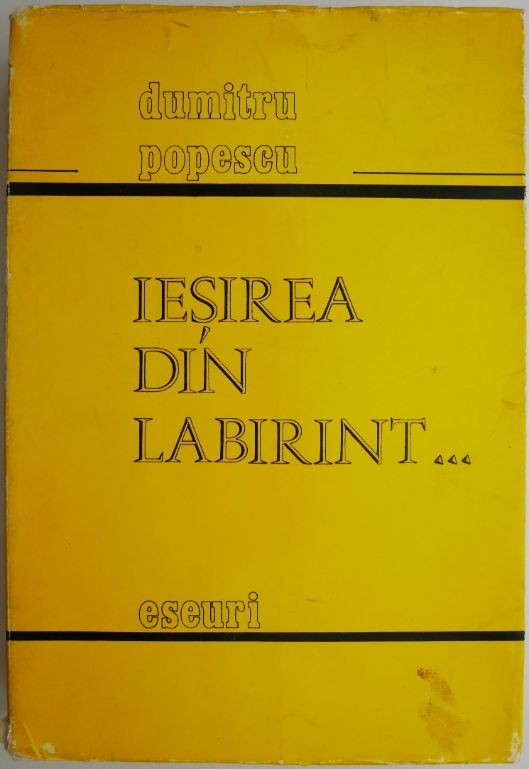 dumitru
popescu
IEȘIREA
DIN
LABIRINT...
eseuri